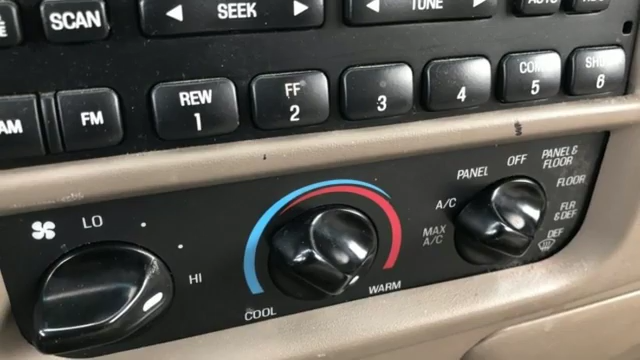 SCAN
◄ SEEK ►
◄ TUNE ►
AUTO
AM
FM
REW
1
FF
2
3
4
5
6
LO
HI
COOL
WARM
MAX
A/C
A/C
PANEL
OFF
PANEL &
FLOOR
FLOOR
FLR
& DEF
DEF